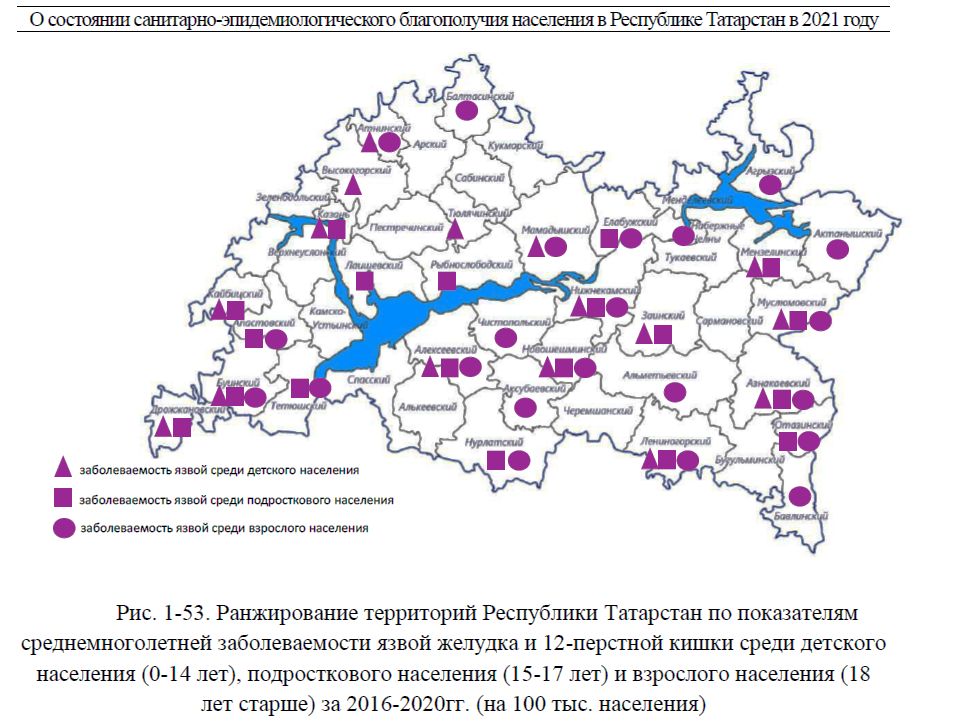 О состоянии санитарно-эпидемиологического благополучия населения в Республике Татарстан в 2021 году
Балтасинский
Атнинский
Арский
Кукморский
Высокогорский
Сабинский
Агрызский
Зеленодольский
Менделеевский
Казань
Тюлячинский
Пестречинский
Елабужский
Набережные
Челны
Мамадышский
Актанышский
Верхнеуслонский
Тукаевский
Мензелинский
Лаишевский
Рыбнослободский
Кайбицкий
Нижнекамский
Муслюмовский
Камско-
Устьинский
Заинский
Сармановский
Апастовский
Чистопольский
Алексеевский
Новошешминский
Спасский
Альметьевский
Буинский
Аксубаевский
Азнакаевский
Тетюшский
Дрожжановский
Алькеевский
Черемшанский
Ютазинский
Нурлатский
Лениногорский
Бугульминский
заболеваемость язвой среди детского населения
заболеваемость язвой среди подросткового населения
Бавлинский
заболеваемость язвой среди взрослого населения
Рис. 1-53. Ранжирование территорий Республики Татарстан по показателям
среднемноголетней заболеваемости язвой желудка и 12-перстной кишки среди детского
населения (0-14 лет), подросткового населения (15-17 лет) и взрослого населения (18
лет старше) за 2016-2020гг. (на 100 тыс. населения)